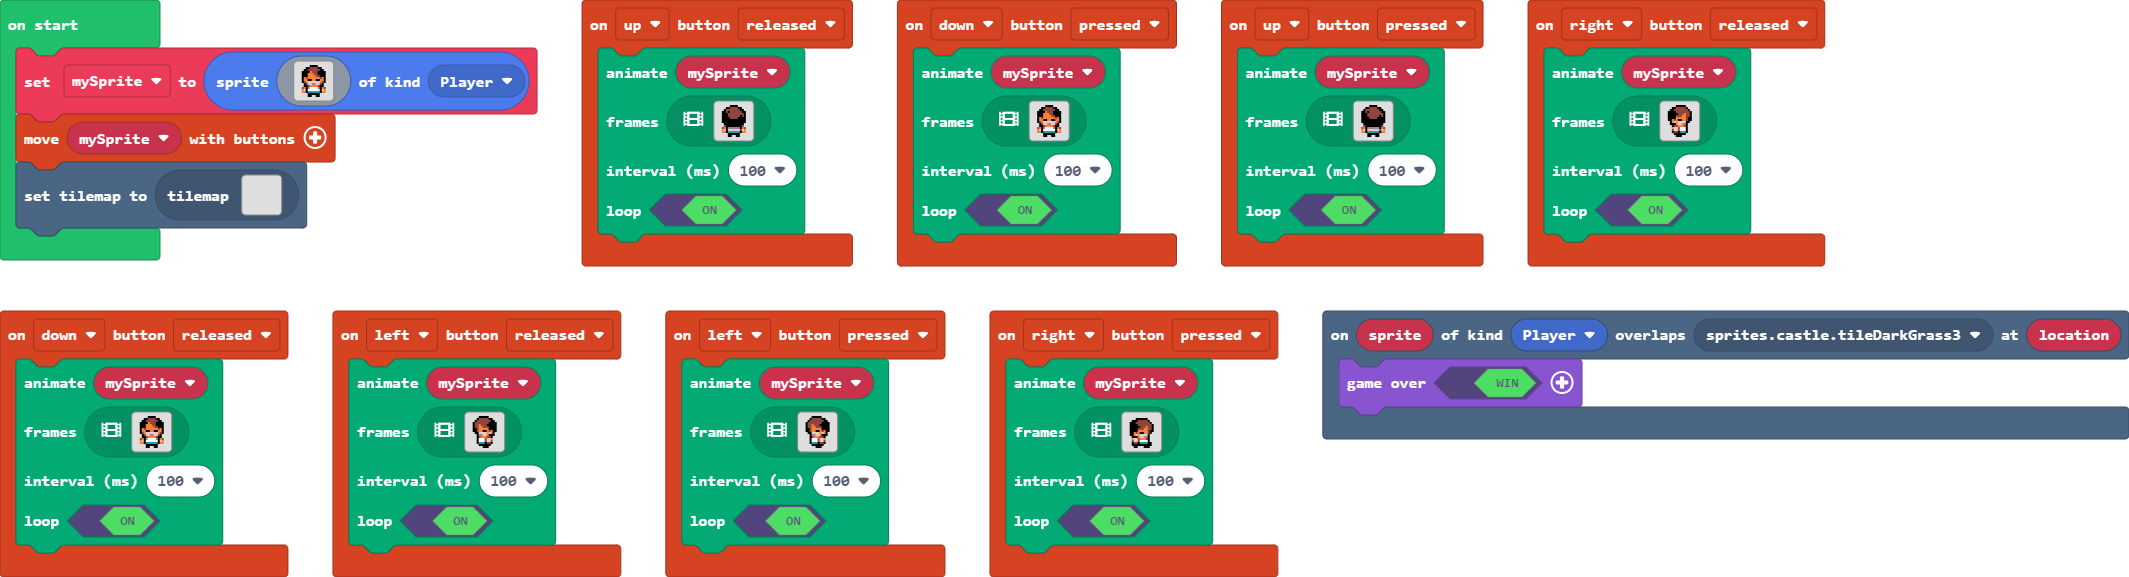 on start
set mySprite to sprite of kind Player
move mySprite with buttons
set tilemap to tilemap
on up button released
animate mySprite
frames
interval (ms) 100
loop ON
on down button pressed
animate mySprite
frames
interval (ms) 100
loop ON
on up button pressed
animate mySprite
frames
interval (ms) 100
loop ON
on right button released
animate mySprite
frames
interval (ms) 100
loop ON
on down button released
animate mySprite
frames
interval (ms) 100
loop ON
on left button released
animate mySprite
frames
interval (ms) 100
loop ON
on left button pressed
animate mySprite
frames
interval (ms) 100
loop ON
on right button pressed
animate mySprite
frames
interval (ms) 100
loop ON
on sprite of kind Player overlaps sprites.castle.tileDarkGrass3 at location
game over WIN